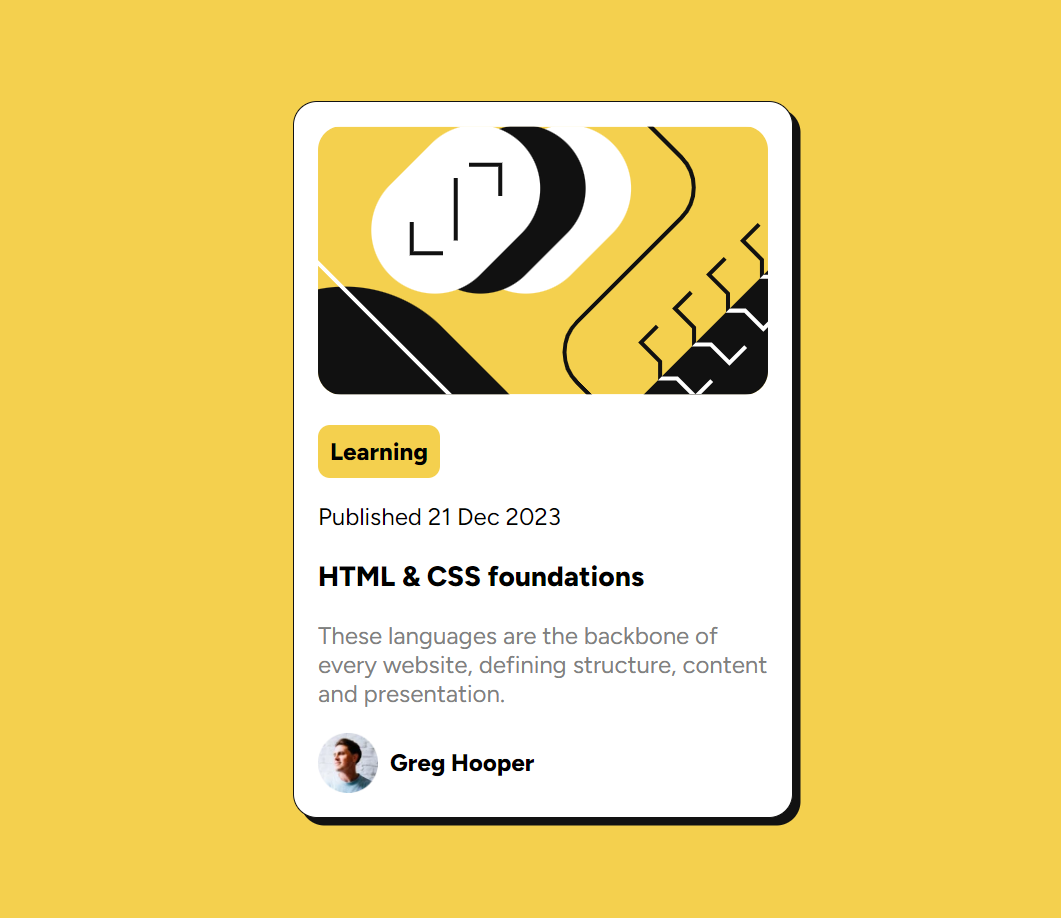 Learning
Published 21 Dec 2023
HTML & CSS foundations
These languages are the backbone of
every website, defining structure, content
and presentation.
Greg Hooper